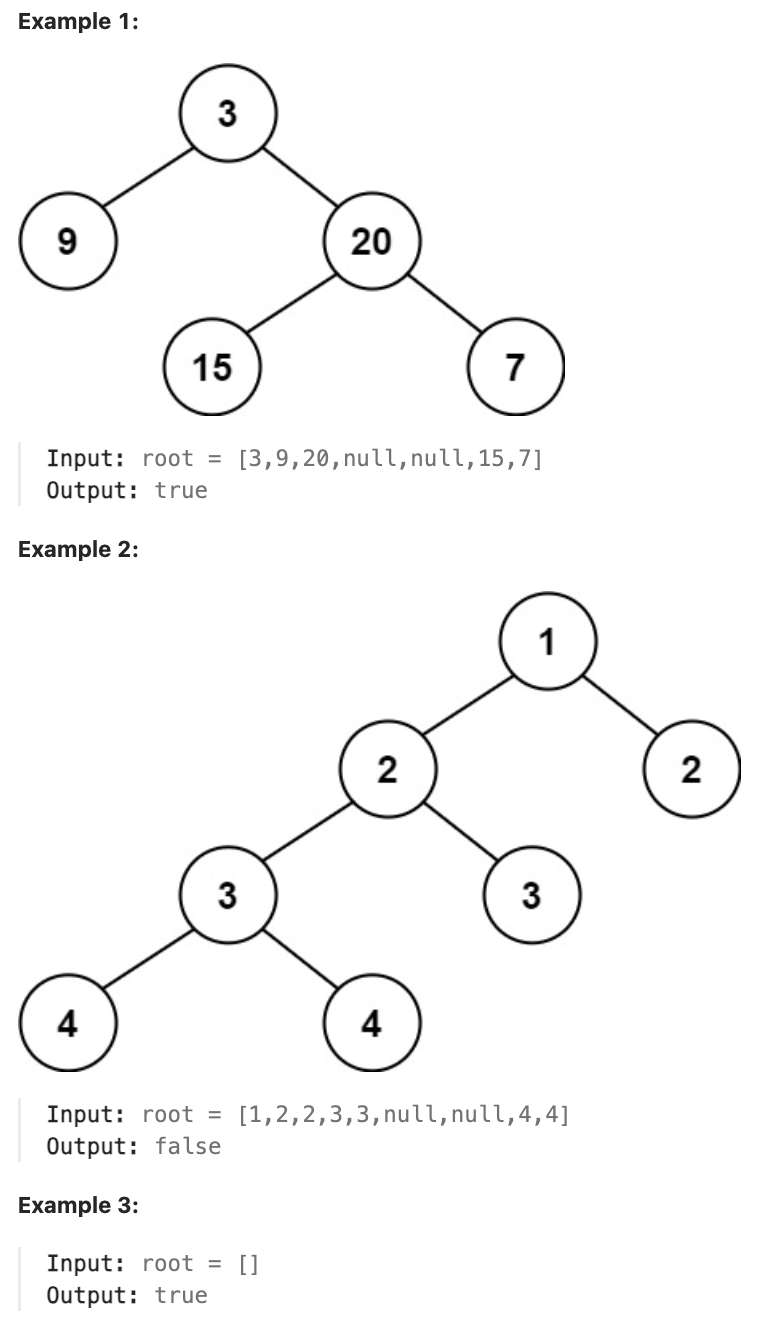 Example 1:
3
9 20
15 7
Input: root = [3,9,20,null,null,15,7]
Output: true
Example 2:
1
2 2
3 3
4 4
Input: root = [1,2,2,3,3,null,null,4,4]
Output: false
Example 3:
Input: root = []
Output: true